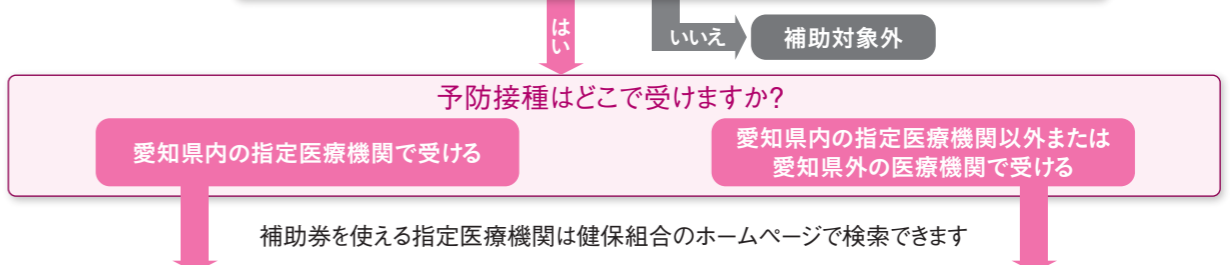 はい
いいえ
補助対象外
予防接種はどこで受けますか?
愛知県内の指定医療機関で受ける
愛知県内の指定医療機関以外または
愛知県外の医療機関で受ける
補助券を使える指定医療機関は健保組合のホームページで検索できます